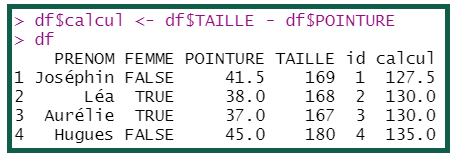 > df$calcul <- df$TAILLE - df$POINTURE
> df
PRENOM FEMME POINTURE TAILLE id calcul
1 Joséphin FALSE 41.5 169 1 127.5
2 Léa TRUE 38.0 168 2 130.0
3 Aurélie TRUE 37.0 167 3 130.0
4 Hugues FALSE 45.0 180 4 135.0